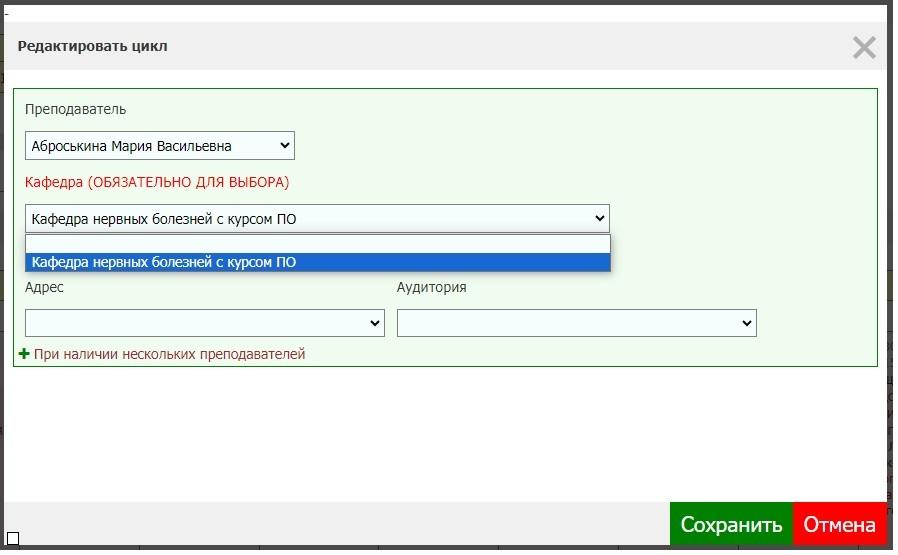 Редактировать цикл
Преподаватель
Аброськина Мария Васильевна
Кафедра (ОБЯЗАТЕЛЬНО ДЛЯ ВЫБОРА)
Кафедра нервных болезней с курсом ПО
Кафедра нервных болезней с курсом ПО
Адрес Аудитория
При наличии нескольких преподавателей
Сохранить Отмена